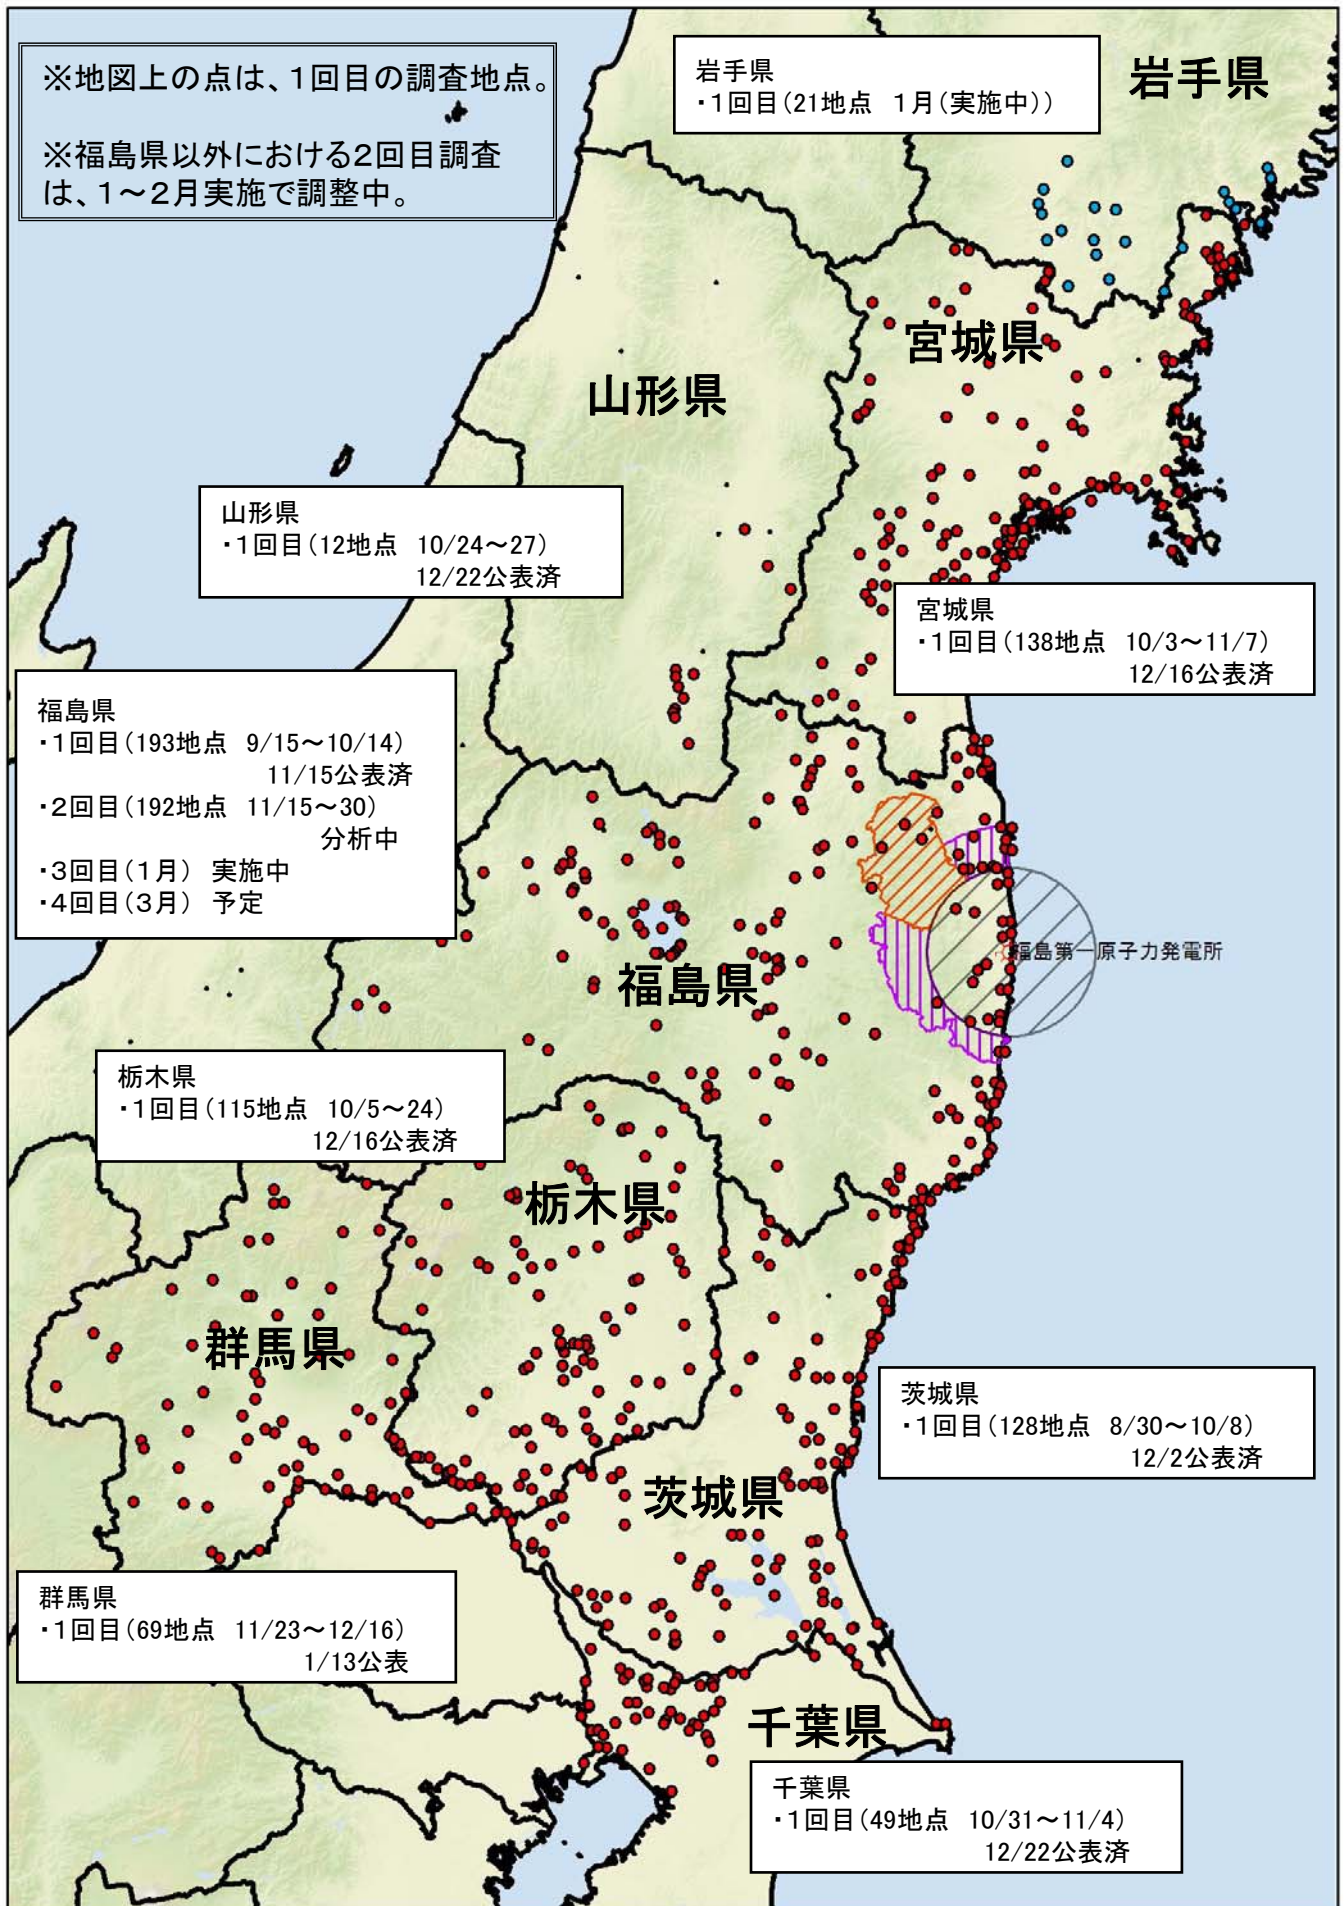 ※地図上の点は、1回目の調査地点。
※福島県以外における2回目調査
は、1～2月実施で調整中。
岩手県
・1回目(21地点 1月(実施中))
岩手県
宮城県
山形県
山形県
・1回目(12地点 10/24～27)
12/22公表済
宮城県
・1回目(138地点 10/3～11/7)
12/16公表済
福島県
・1回目(193地点 9/15～10/14)
11/15公表済
・2回目(192地点 11/15～30)
分析中
・3回目(1月) 実施中
・4回目(3月) 予定
福島第一原子力発電所
福島県
栃木県
・1回目(115地点 10/5～24)
12/16公表済
栃木県
群馬県
茨城県
・1回目(128地点 8/30～10/8)
12/2公表済
茨城県
群馬県
・1回目(69地点 11/23～12/16)
1/13公表
千葉県
千葉県
・1回目(49地点 10/31～11/4)
12/22公表済